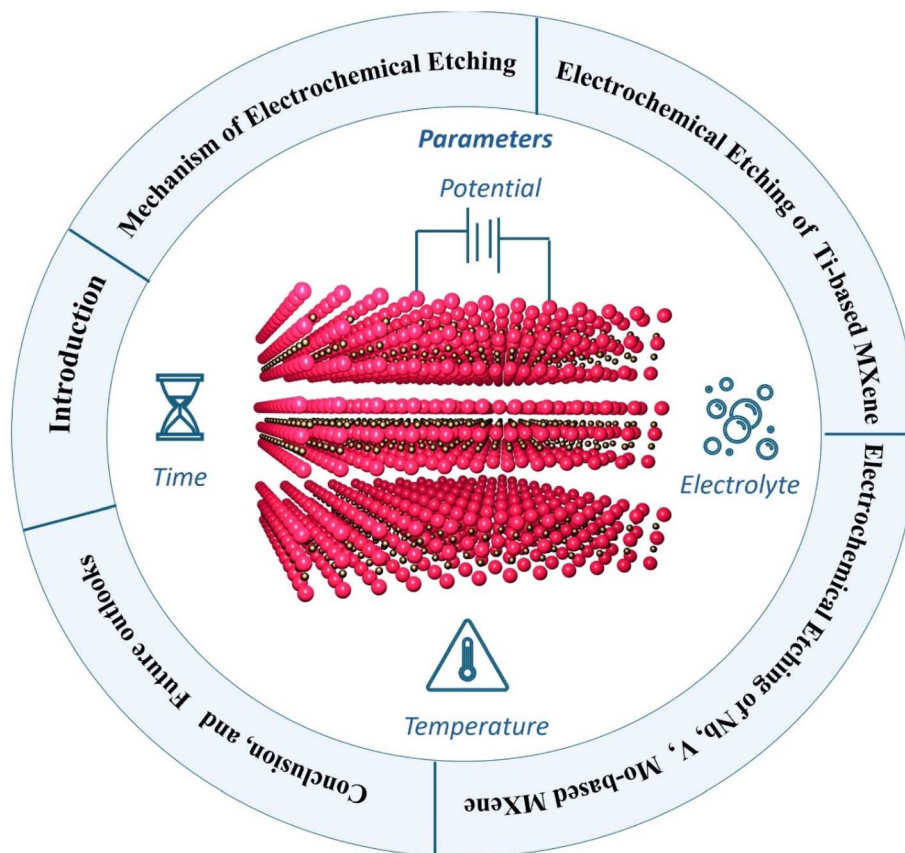 Introduction
Mechanism of Electrochemical Etching
Electrochemical Etching of Ti-based MXene
Electrochemical Etching of Nb, V, Mo-based MXene
Conclusion, and Future outlooks
Parameters
Potential
Time
Electrolyte
Temperature